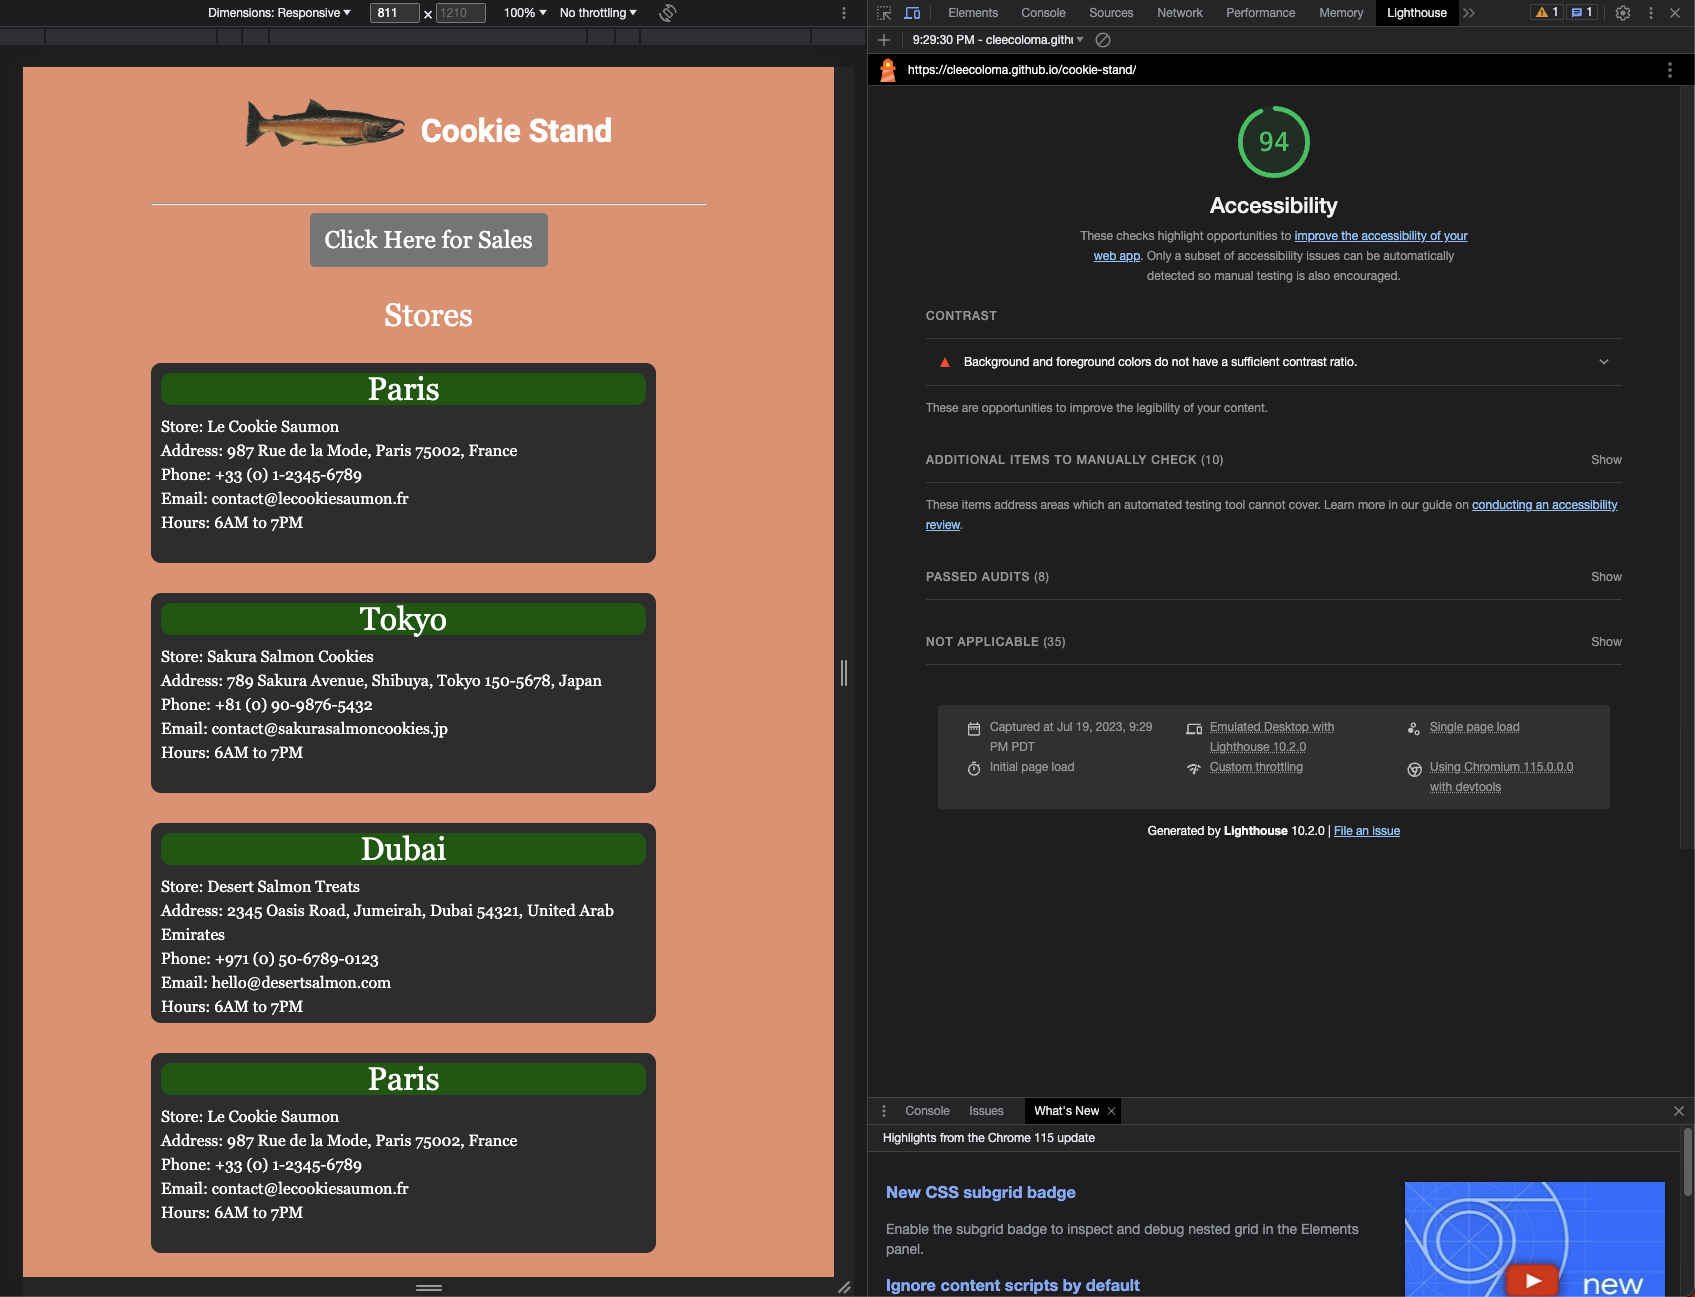 Dimensions: Responsive 811 × 1210 100% No throttling
Cookie Stand
Click Here for Sales
Stores
Paris
Store: Le Cookie Saumon
Address: 987 Rue de la Mode, Paris 75002, France
Phone: +33 (0) 1-2345-6789
Email: contact@lecookiesaumon.fr
Hours: 6AM to 7PM
Tokyo
Store: Sakura Salmon Cookies
Address: 789 Sakura Avenue, Shibuya, Tokyo 150-5678, Japan
Phone: +81 (0) 90-9876-5432
Email: contact@sakurasalmoncookies.jp
Hours: 6AM to 7PM
Dubai
Store: Desert Salmon Treats
Address: 2345 Oasis Road, Jumeirah, Dubai 54321, United Arab
Emirates
Phone: +971 (0) 50-6789-0123
Email: hello@desertsalmon.com
Hours: 6AM to 7PM
Paris
Store: Le Cookie Saumon
Address: 987 Rue de la Mode, Paris 75002, France
Phone: +33 (0) 1-2345-6789
Email: contact@lecookiesaumon.fr
Hours: 6AM to 7PM
Elements Console Sources Network Performance Memory Lighthouse 1 1
9:29:30 PM - cleecoloma.githu
https://cleecoloma.github.io/cookie-stand/
94
Accessibility
These checks highlight opportunities to improve the accessibility of your
web app. Only a subset of accessibility issues can be automatically
detected so manual testing is also encouraged.
CONTRAST
Background and foreground colors do not have a sufficient contrast ratio.
These are opportunities to improve the legibility of your content.
ADDITIONAL ITEMS TO MANUALLY CHECK (10) Show
These items address areas which an automated testing tool cannot cover. Learn more in our guide on conducting an accessibility
review.
PASSED AUDITS (8) Show
NOT APPLICABLE (35) Show
Captured at Jul 19, 2023, 9:29
PM PDT
Emulated Desktop with
Lighthouse 10.2.0
Single page load
Initial page load
Custom throttling
Using Chromium 115.0.0.0
with devtools
Generated by Lighthouse 10.2.0 | File an issue
Console Issues What's New
Highlights from the Chrome 115 update
New CSS subgrid badge
Enable the subgrid badge to inspect and debug nested grid in the Elements
panel.
Ignore content scripts by default
new